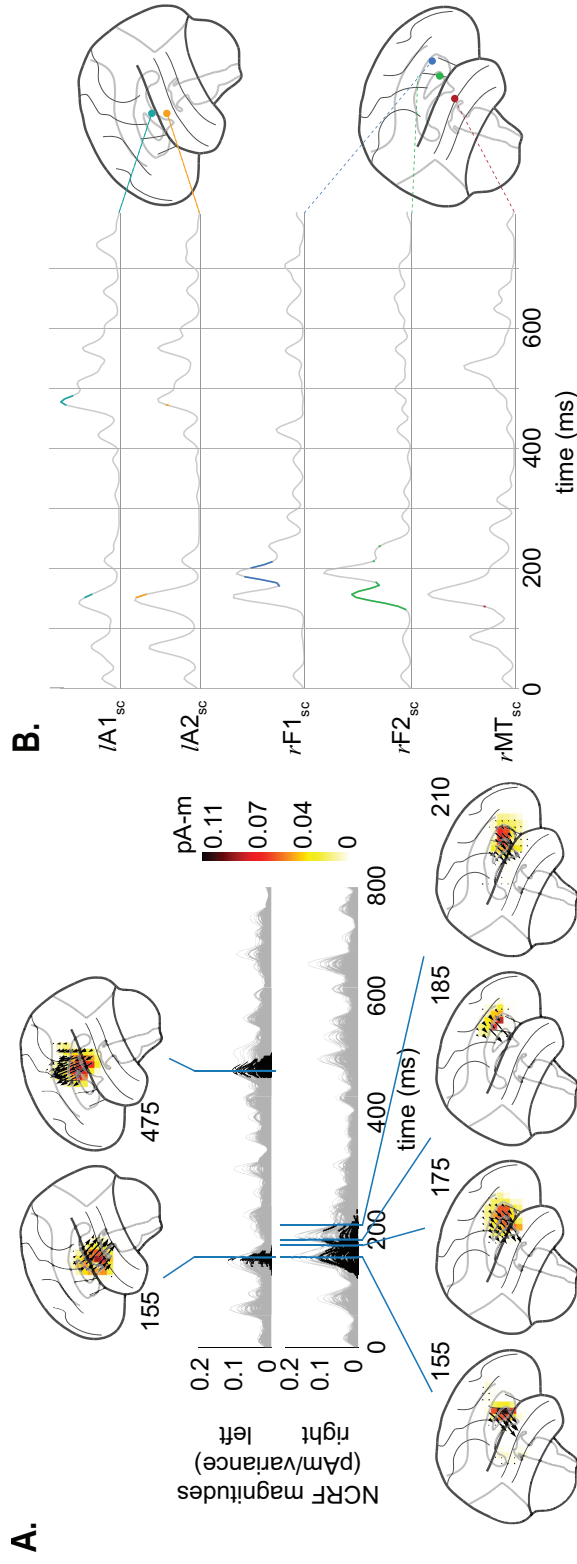 A.
155
475
NCRF magnitudes
(pAm/variance)
left
right
0.2
0.1
0
0.2
0.1
0
0
200
400
600
800
time (ms)
pA-m
0.11
0.07
0.04
0
155
175
185
210
B.
lA1sc
lA2sc
rF1sc
rF2sc
rMTsc
0
200
400
600
time (ms)